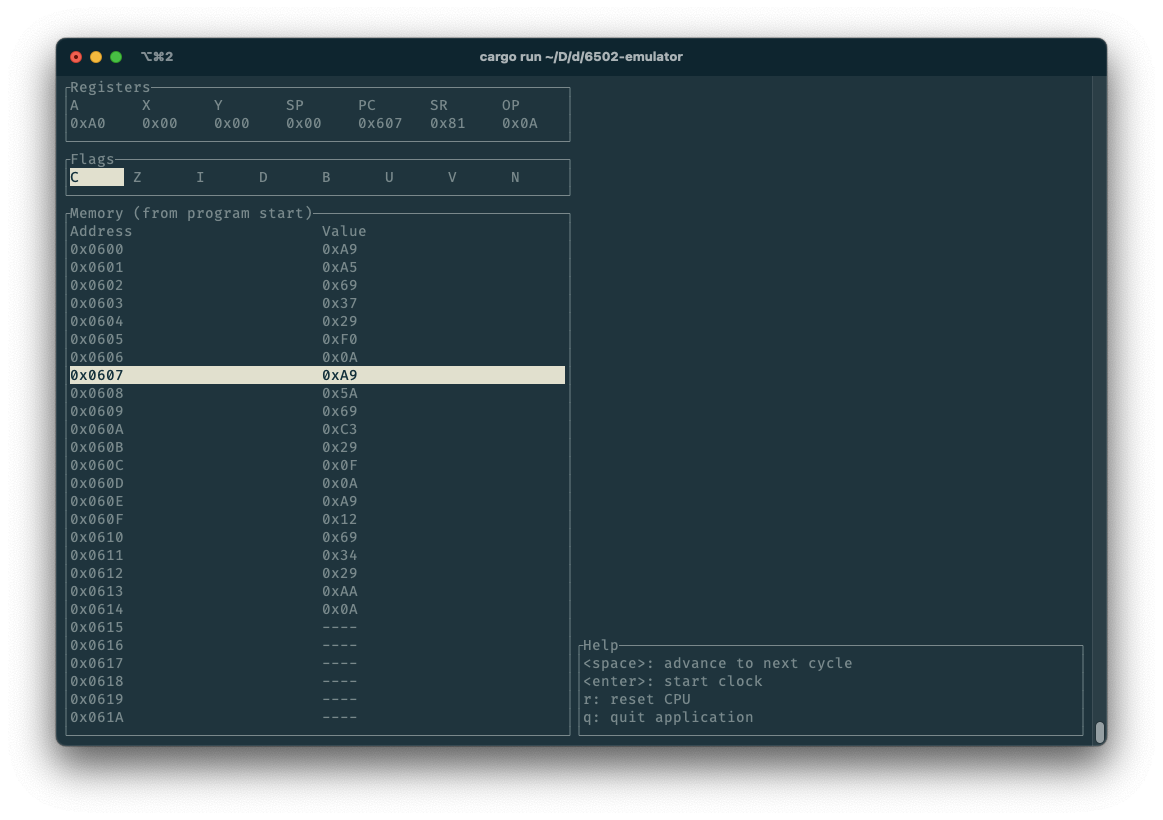 ⌥⌘2 cargo run ~/D/d/6502-emulator
Registers
A X Y SP PC SR OP
0xA0 0x00 0x00 0x00 0x607 0x81 0x0A
Flags
C Z I D B U V N
Memory (from program start)
Address Value
0x0600 0xA9
0x0601 0xA5
0x0602 0x69
0x0603 0x37
0x0604 0x29
0x0605 0xF0
0x0606 0x0A
0x0607 0xA9
0x0608 0x5A
0x0609 0x69
0x060A 0xC3
0x060B 0x29
0x060C 0x0F
0x060D 0x0A
0x060E 0xA9
0x060F 0x12
0x0610 0x69
0x0611 0x34
0x0612 0x29
0x0613 0xAA
0x0614 0x0A
0x0615 ----
0x0616 ----
0x0617 ----
0x0618 ----
0x0619 ----
0x061A ----
Help
<space>: advance to next cycle
<enter>: start clock
r: reset CPU
q: quit application